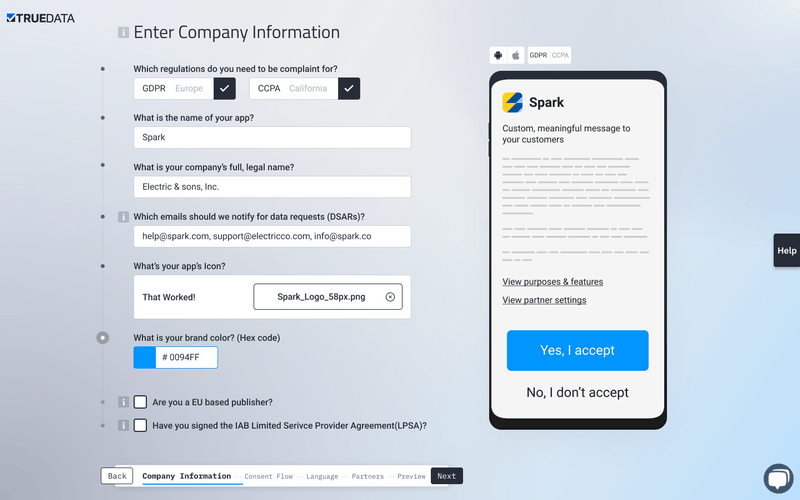 TRUEDATA
i Enter Company Information
Which regulations do you need to be complaint for?
GDPR Europe CCPA California
What is the name of your app?
Spark
What is your company's full, legal name?
Electric & sons, Inc.
i Which emails should we notify for data requests (DSARs)?
help@spark.com, support@electricco.com, info@spark.co
What's your app's Icon?
That Worked! Spark_Logo_58px.png
What is your brand color? (Hex code)
# 0094FF
i Are you a EU based publisher?
i Have you signed the IAB Limited Serivce Provider Agreement(LPSA)?
Back Company Information Consent Flow Language Partners Preview Next
GDPR CCPA
Spark
Custom, meaningful message to
your customers
View purposes & features
View partner settings
Yes, I accept
No, I don't accept
Help